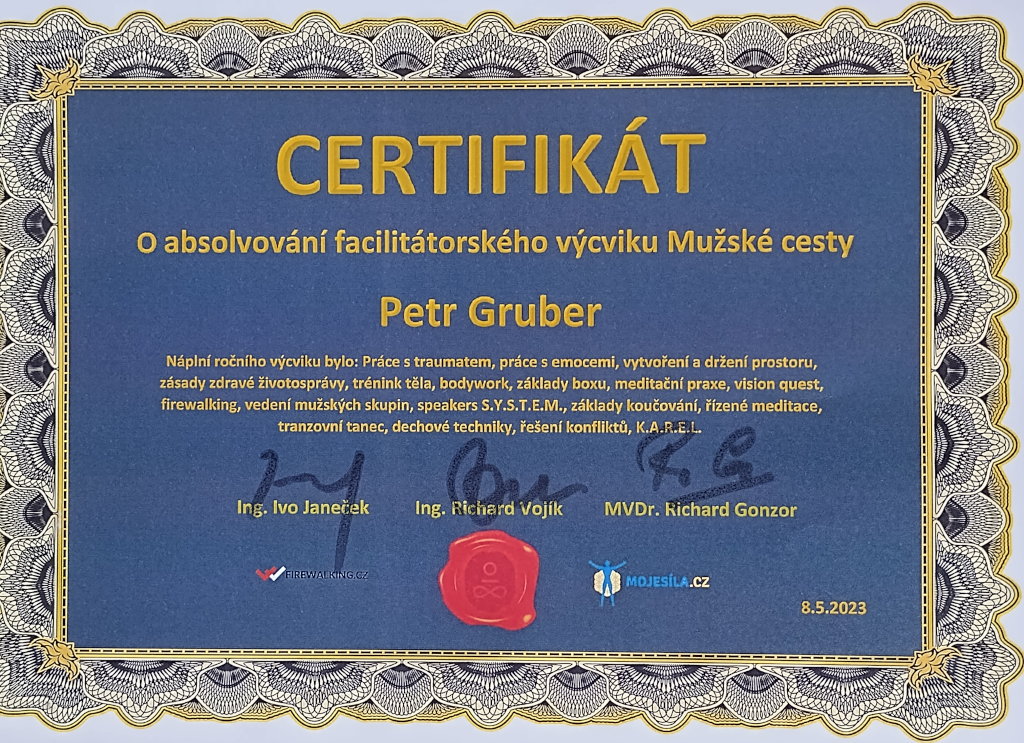 CERTIFIKÁT
O absolvování facilitátorského výcviku Mužské cesty
Petr Gruber
Náplní ročního výcviku bylo: Práce s traumatem, práce s emocemi, vytvoření a držení prostoru,
zásady zdravé životosprávy, trénink těla, bodywork, základy boxu, meditační praxe, vision quest,
firewalking, vedení mužských skupin, speakers S.Y.S.T.E.M., základy koučování, řízené meditace,
tranzovní tanec, dechové techniky, řešení konfliktů, K.A.R.E.L.
Ing. Ivo Janeček Ing. Richard Vojík MVDr. Richard Gonzor
FIREWALKING.CZ MOJESÍLA.CZ
8.5.2023